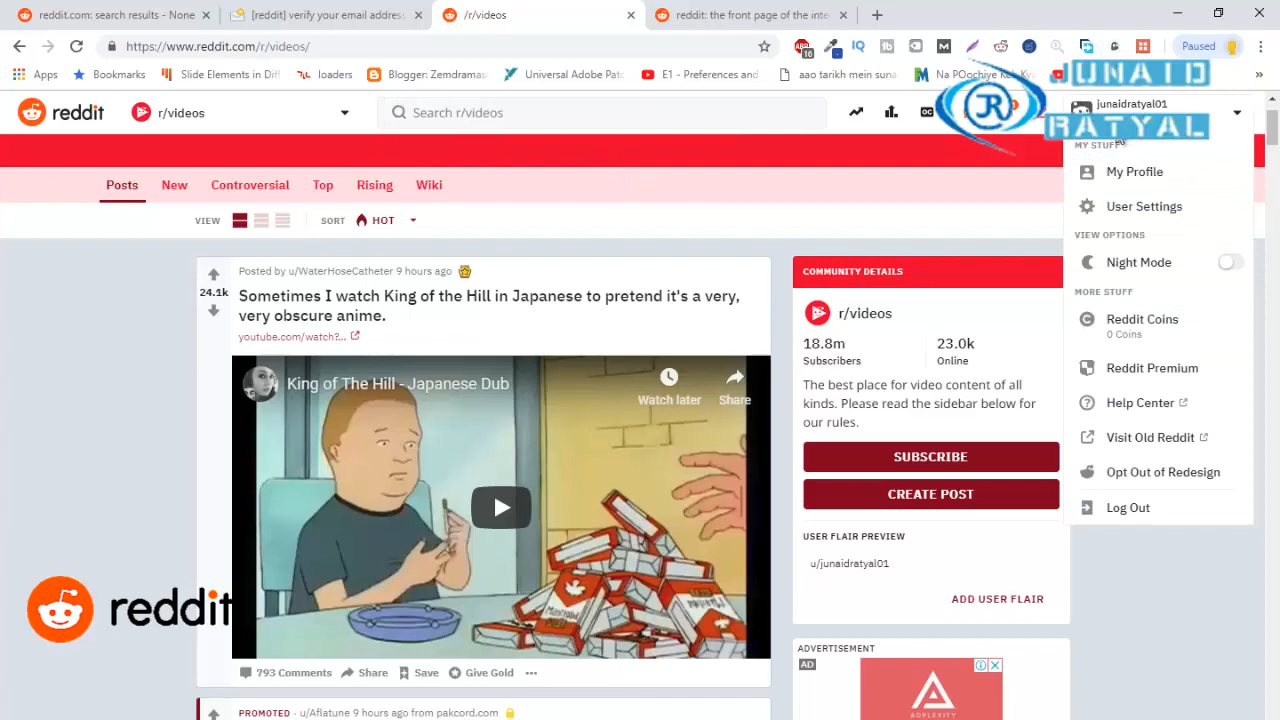 reddit.com: search results - None
[reddit] verify your email address
/r/videos
reddit: the front page of the inte
https://www.reddit.com/r/videos/
16
IQ
Paused
Apps
Bookmarks
Slide Elements in Dif
loaders
Blogger: Zemdramas
Universal Adobe Pat
E1 - Preferences and
aao tarikh mein suna
Na POochiye Kek Ky
JUNAID
JR
RATYAL
reddit
r/videos
Search r/videos
OC
junaidratyal01
Posts
New
Controversial
Top
Rising
Wiki
VIEW
SORT
HOT
MY STUFF
My Profile
User Settings
VIEW OPTIONS
Night Mode
MORE STUFF
Reddit Coins
0 Coins
Reddit Premium
Help Center
Visit Old Reddit
Opt Out of Redesign
Log Out
24.1k
Posted by u/WaterHoseCatheter 9 hours ago
Sometimes I watch King of the Hill in Japanese to pretend it's a very,
very obscure anime.
youtube.com/watch?...
King of The Hill - Japanese Dub
Watch later
Share
793 Comments
Share
Save
Give Gold
PROMOTED · u/Aflatune 9 hours ago from pakcord.com
COMMUNITY DETAILS
r/videos
18.8m
Subscribers
23.0k
Online
The best place for video content of all
kinds. Please read the sidebar below for
our rules.
SUBSCRIBE
CREATE POST
USER FLAIR PREVIEW
u/junaidratyal01
ADD USER FLAIR
ADVERTISEMENT
AD
ADPLEXITY
reddit